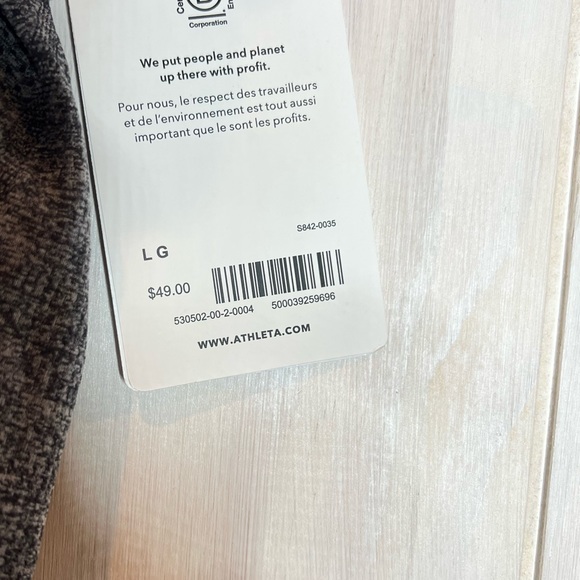 B
Corporation
We put people and planet
up there with profit.
Pour nous, le respect des travailleurs
et de l'environnement est tout aussi
important que le sont les profits.
S842-0035
LG
$49.00
530502-00-2-0004 500039259696
WWW.ATHLETA.COM